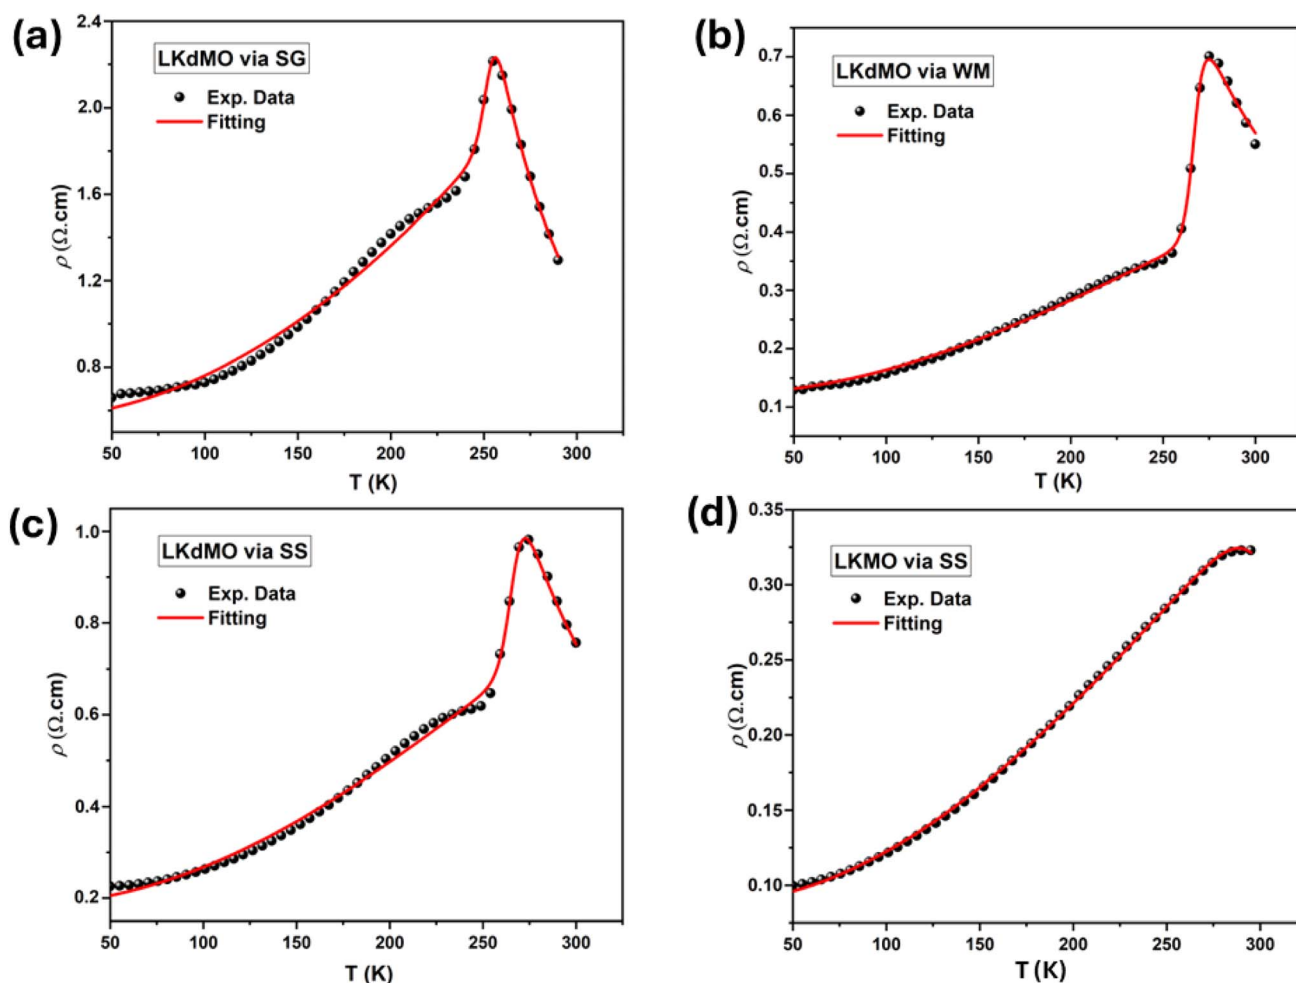 (a)
LKdMO via SG
Exp. Data
Fitting
2.4
2.0
1.6
1.2
0.8
ρ (Ω.cm)
50 100 150 200 250 300
T (K)
(b)
LKdMO via WM
Exp. Data
Fitting
0.7
0.6
0.5
0.4
0.3
0.2
0.1
ρ (Ω.cm)
50 100 150 200 250 300
T (K)
(c)
LKdMO via SS
Exp. Data
Fitting
1.0
0.8
0.6
0.4
0.2
ρ (Ω.cm)
50 100 150 200 250 300
T (K)
(d)
LKMO via SS
Exp. Data
Fitting
0.35
0.30
0.25
0.20
0.15
0.10
ρ (Ω.cm)
50 100 150 200 250 300
T (K)